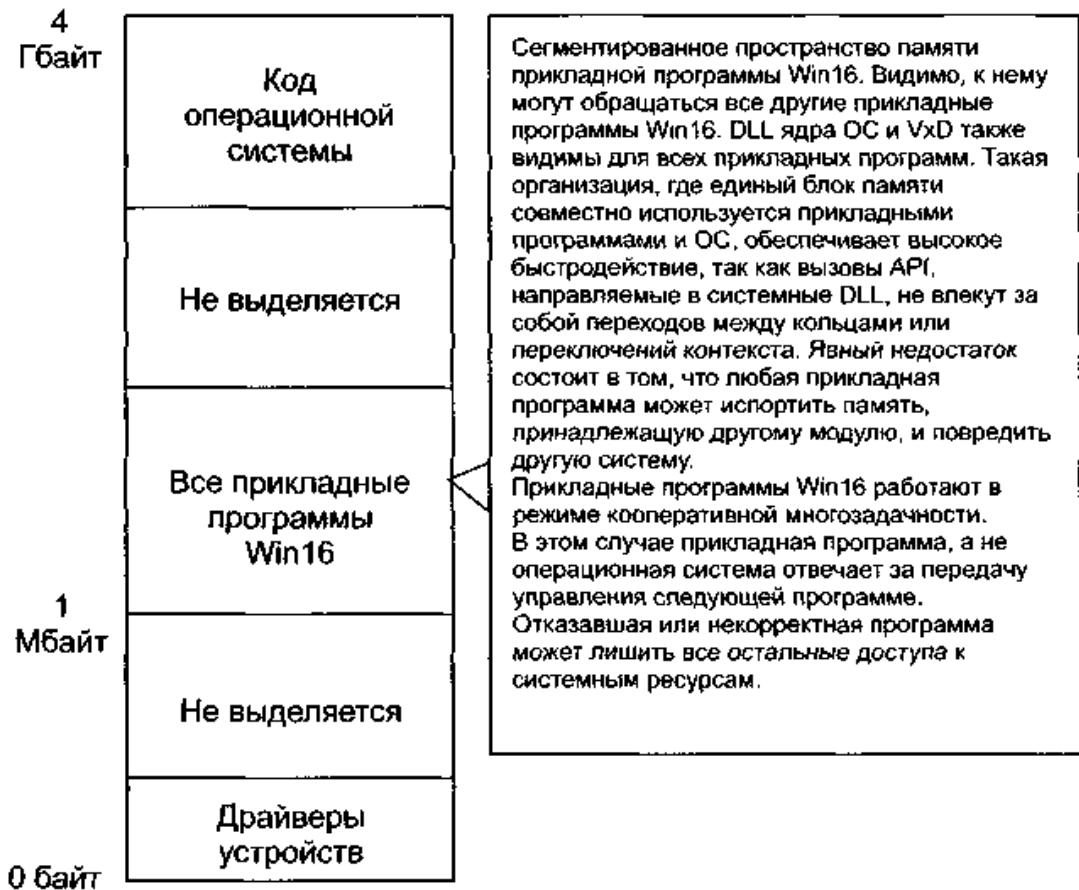 4
Гбайт
Код
операционной
системы
Не выделяется
Все прикладные
программы
Win16
1
Мбайт
Не выделяется
Драйверы
устройств
0 байт
Сегментированное пространство памяти
прикладной программы Win16. Видимо, к нему
могут обращаться все другие прикладные
программы Win16. DLL ядра ОС и VxD также
видимы для всех прикладных программ. Такая
организация, где единый блок памяти
совместно используется прикладными
программами и ОС, обеспечивает высокое
быстродействие, так как вызовы API,
направляемые в системные DLL, не влекут за
собой переходов между кольцами или
переключений контекста. Явный недостаток
состоит в том, что любая прикладная
программа может испортить память,
принадлежащую другому модулю, и повредить
другую систему.
Прикладные программы Win16 работают в
режиме кооперативной многозадачности.
В этом случае прикладная программа, а не
операционная система отвечает за передачу
управления следующей программе.
Отказавшая или некорректная программа
может лишить все остальные доступа к
системным ресурсам.